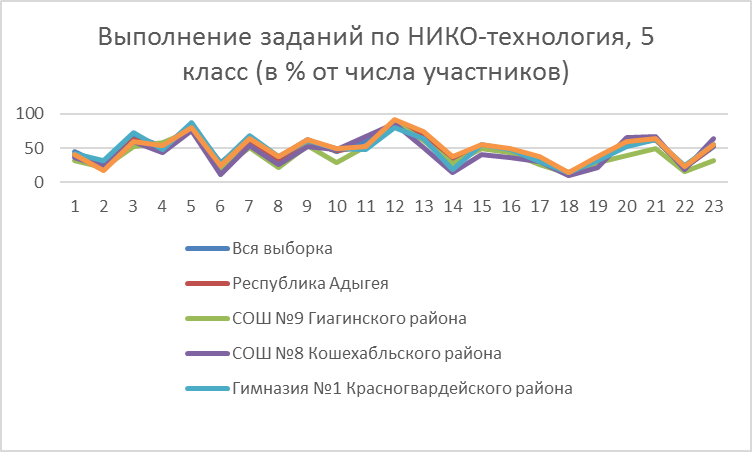 Выполнение заданий по НИКО-технология, 5
класс (в % от числа участников)
100
50
0
1 2 3 4 5 6 7 8 9 10 11 12 13 14 15 16 17 18 19 20 21 22 23
Вся выборка
Республика Адыгея
СОШ №9 Гиагинского района
СОШ №8 Кошехабльского района
Гимназия №1 Красногвардейского района